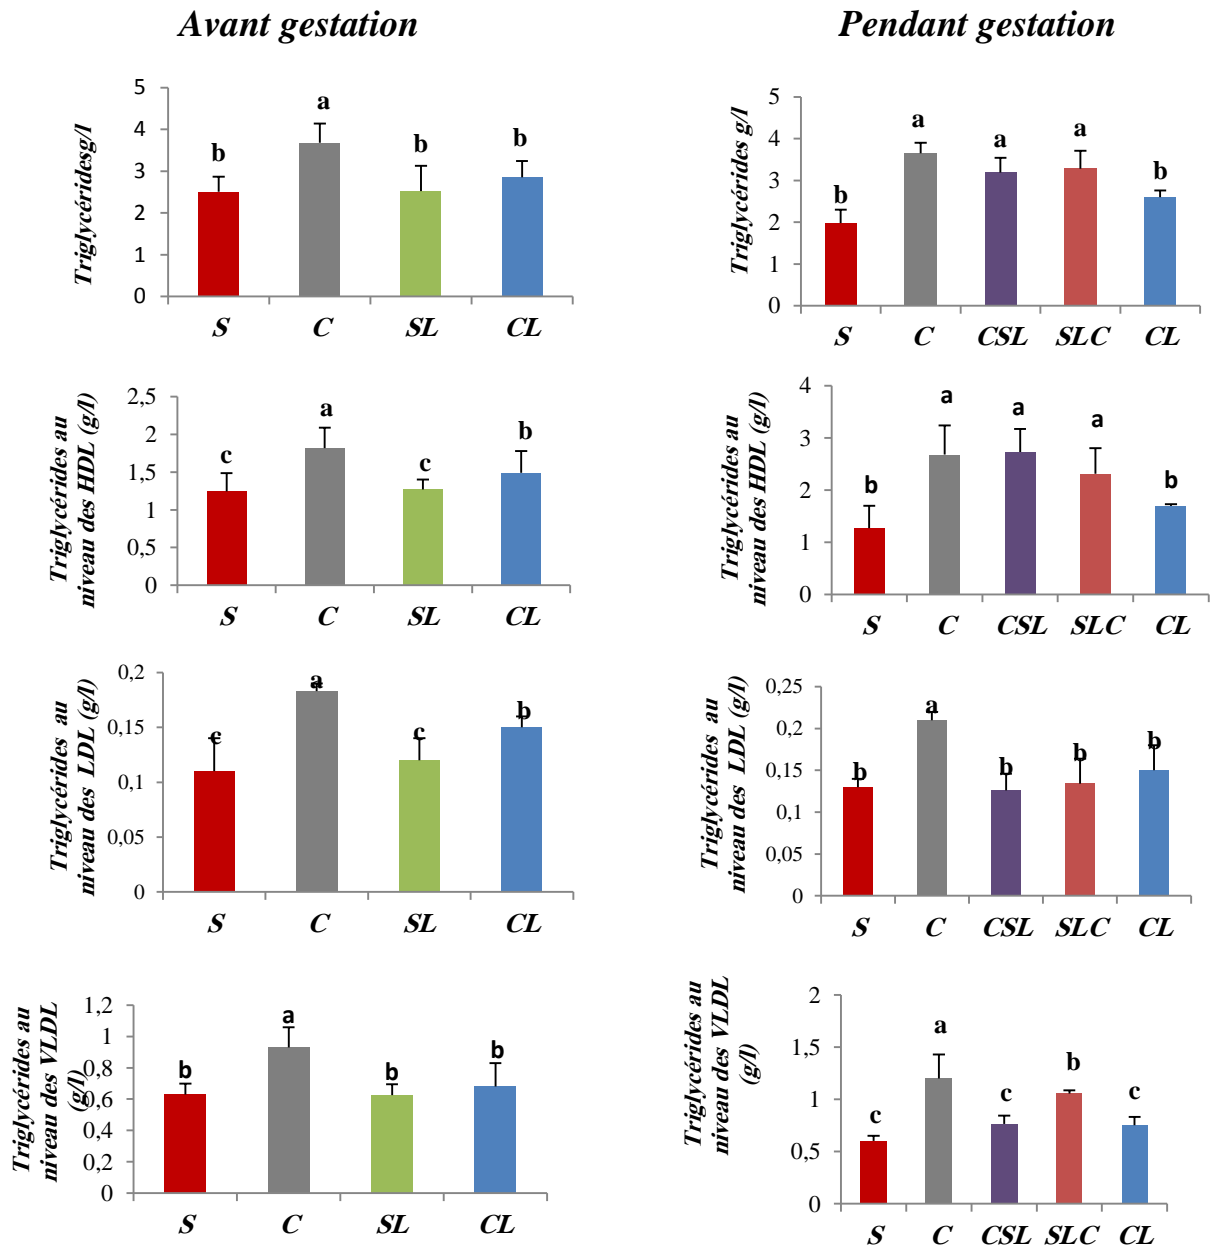 Avant gestation
Pendant gestation
Triglycéridesg/l
5
4
3
2
1
0
b
a
b
b
S C SL CL
Triglycérides g/l
5
4
3
2
1
0
b
a
a
a
b
S C CSL SLC CL
Triglycérides au
niveau des HDL (g/l)
2,5
2
1,5
1
0,5
0
c
a
c
b
S C SL CL
Triglycérides au
niveau des HDL (g/l)
4
3
2
1
0
b
a
a
a
b
S C CSL SLC CL
Triglycérides au
niveau des LDL (g/l)
0,2
0,15
0,1
0,05
0
c
a
c
b
S C SL CL
Triglycérides au
niveau des LDL (g/l)
0,25
0,2
0,15
0,1
0,05
0
b
a
b
b
b
S C CSL SLC CL
Triglycérides au
niveau des VLDL
(g/l)
1,2
1
0,8
0,6
0,4
0,2
0
b
a
b
b
S C SL CL
Triglycérides au
niveau des VLDL
(g/l)
2
1,5
1
0,5
0
c
a
c
b
c
S C CSL SLC CL